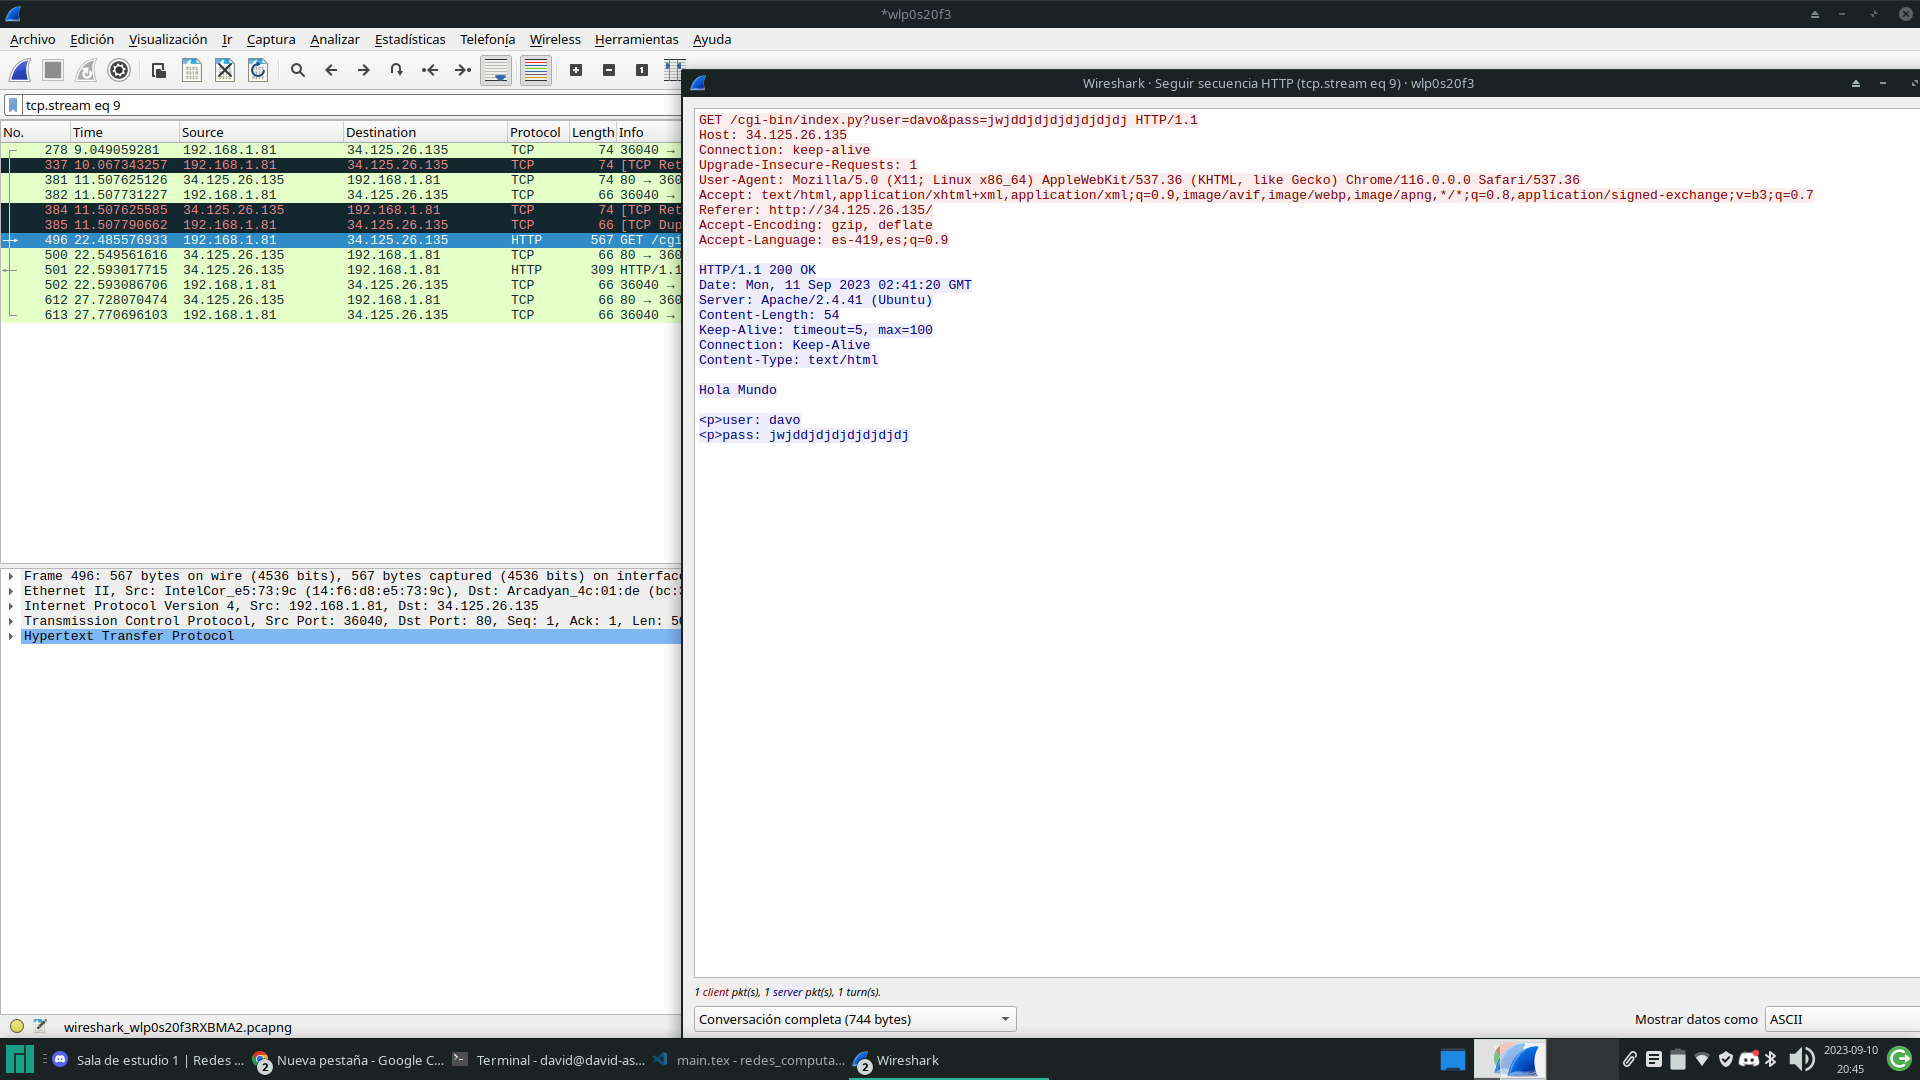 *wlp0s20f3
Archivo Edición Visualización Ir Captura Analizar Estadísticas Telefonía Wireless Herramientas Ayuda
tcp.stream eq 9
No. Time Source Destination Protocol Length Info
278 9.049059281 192.168.1.81 34.125.26.135 TCP 74 36040 →
337 10.067343257 192.168.1.81 34.125.26.135 TCP 74 [TCP Ret
381 11.507625126 34.125.26.135 192.168.1.81 TCP 74 80 → 360
382 11.507731227 192.168.1.81 34.125.26.135 TCP 66 36040 →
384 11.507625585 34.125.26.135 192.168.1.81 TCP 74 [TCP Ret
385 11.507790662 192.168.1.81 34.125.26.135 TCP 66 [TCP Dup
496 22.485576933 192.168.1.81 34.125.26.135 HTTP 567 GET /cgi
500 22.549561616 34.125.26.135 192.168.1.81 TCP 66 80 → 360
501 22.593017715 34.125.26.135 192.168.1.81 HTTP 309 HTTP/1.1
502 22.593086706 192.168.1.81 34.125.26.135 TCP 66 36040 →
612 27.728070474 34.125.26.135 192.168.1.81 TCP 66 80 → 360
613 27.770696103 192.168.1.81 34.125.26.135 TCP 66 36040 →
Frame 496: 567 bytes on wire (4536 bits), 567 bytes captured (4536 bits) on interfac
Ethernet II, Src: IntelCor_e5:73:9c (14:f6:d8:e5:73:9c), Dst: Arcadyan_4c:01:de (bc:
Internet Protocol Version 4, Src: 192.168.1.81, Dst: 34.125.26.135
Transmission Control Protocol, Src Port: 36040, Dst Port: 80, Seq: 1, Ack: 1, Len: 50
Hypertext Transfer Protocol
wireshark_wlp0s20f3RXBMA2.pcapng
Wireshark · Seguir secuencia HTTP (tcp.stream eq 9) · wlp0s20f3
GET /cgi-bin/index.py?user=davo&pass=jwjddjdjdjdjdjdjdj HTTP/1.1
Host: 34.125.26.135
Connection: keep-alive
Upgrade-Insecure-Requests: 1
User-Agent: Mozilla/5.0 (X11; Linux x86_64) AppleWebKit/537.36 (KHTML, like Gecko) Chrome/116.0.0.0 Safari/537.36
Accept: text/html,application/xhtml+xml,application/xml;q=0.9,image/avif,image/webp,image/apng,*/*;q=0.8,application/signed-exchange;v=b3;q=0.7
Referer: http://34.125.26.135/
Accept-Encoding: gzip, deflate
Accept-Language: es-419,es;q=0.9
HTTP/1.1 200 OK
Date: Mon, 11 Sep 2023 02:41:20 GMT
Server: Apache/2.4.41 (Ubuntu)
Content-Length: 54
Keep-Alive: timeout=5, max=100
Connection: Keep-Alive
Content-Type: text/html
Hola Mundo
<p>user: davo
<p>pass: jwjddjdjdjdjdjdjdj
1 client pkt(s), 1 server pkt(s), 1 turn(s).
Conversación completa (744 bytes)
Mostrar datos como ASCII
Sala de estudio 1 | Redes ... 2 Nueva pestaña - Google C... Terminal - david@david-as... main.tex - redes_computa... 2 Wireshark
2023-09-10
20:45